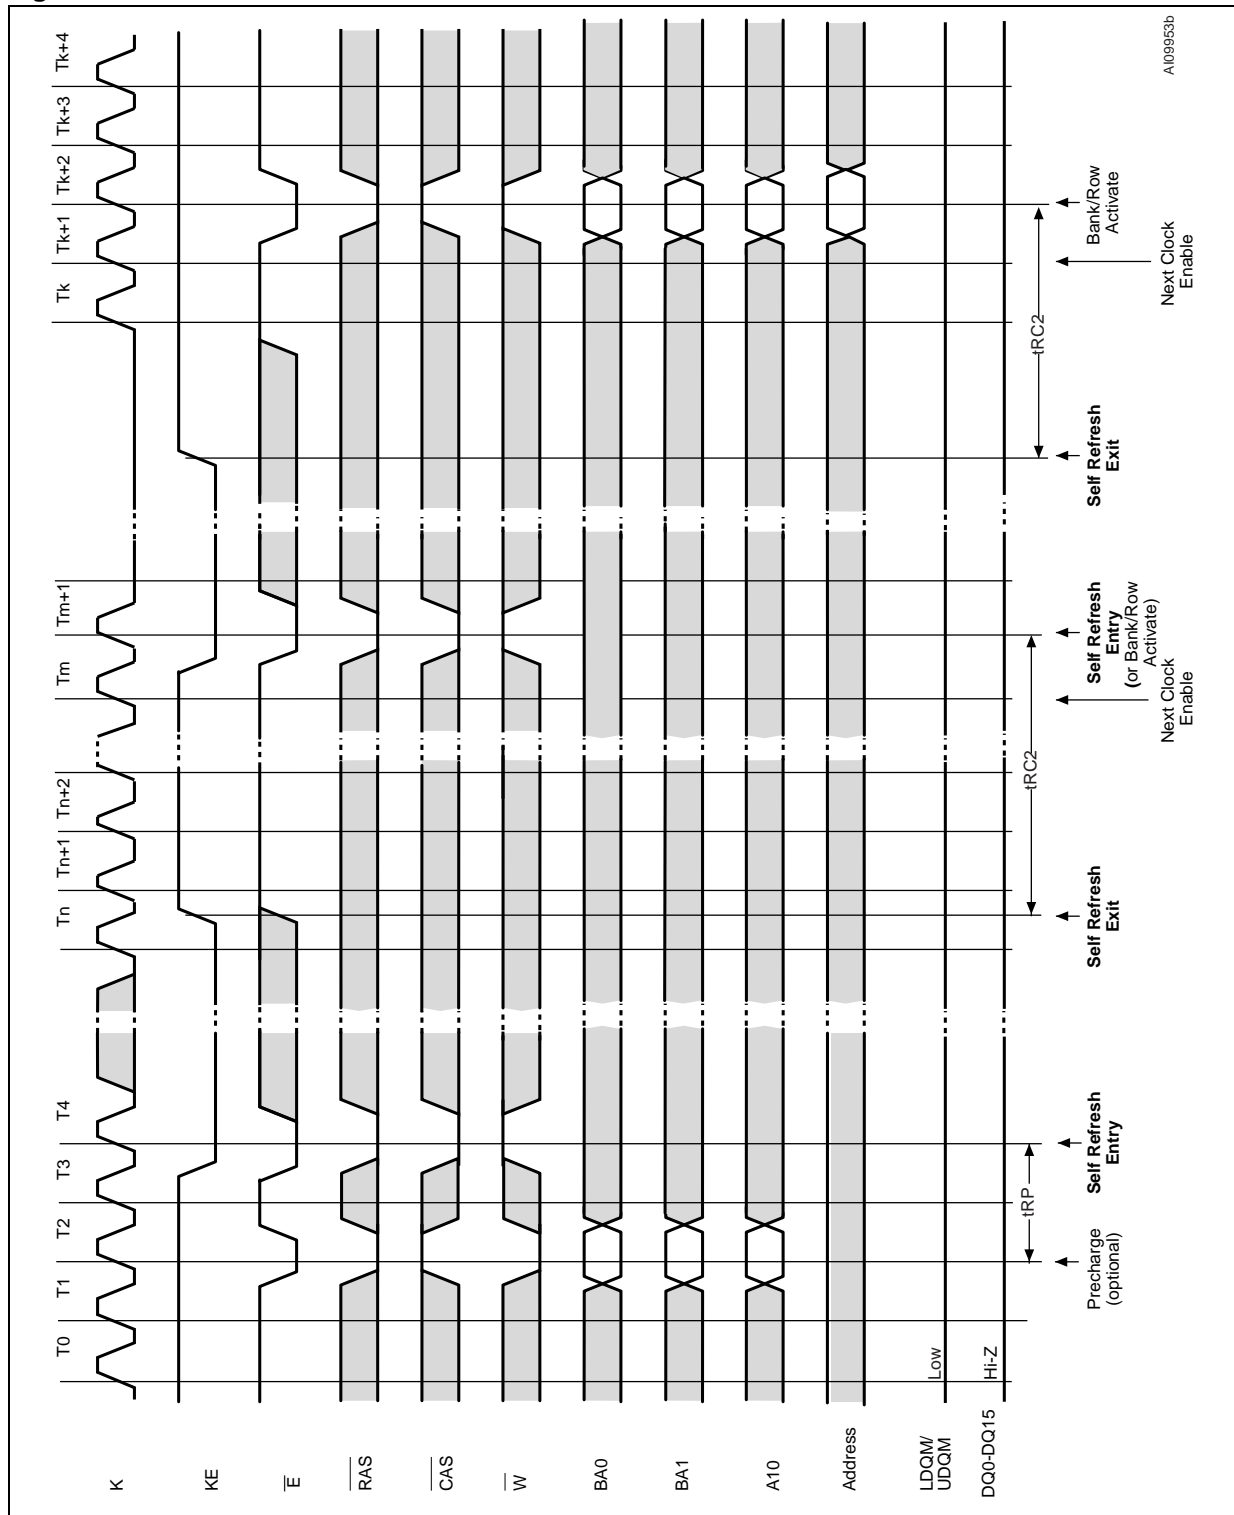 T0
T1
T2
T3
T4
Tn
Tn+1
Tn+2
Tm
Tm+1
Tk
Tk+1
Tk+2
Tk+3
Tk+4
K
KE
E
RAS
CAS
W
BA0
BA1
A10
Address
LDQM/
UDQM
Low
DQ0-DQ15
Hi-Z
tRP
tRC2
tRC2
Precharge
(optional)
Self Refresh
Entry
Self Refresh
Exit
Self Refresh
Entry
(or Bank/Row
Activate)
Next Clock
Enable
Self Refresh
Exit
Bank/Row
Activate
Next Clock
Enable
AI09953b